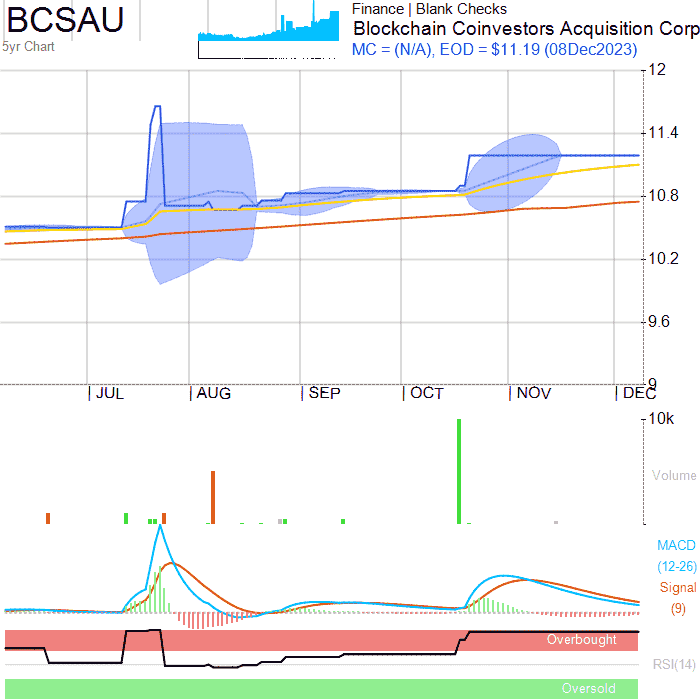 BCSAU
5yr Chart
Finance | Blank Checks
Blockchain Coinvestors Acquisition Corp
MC = (N/A), EOD = $11.19 (08Dec2023)
12
11.4
10.8
10.2
9.6
9
JUL AUG SEP OCT NOV DEC
10k
Volume
MACD
(12-26)
Signal
(9)
Overbought
RSI(14)
Oversold